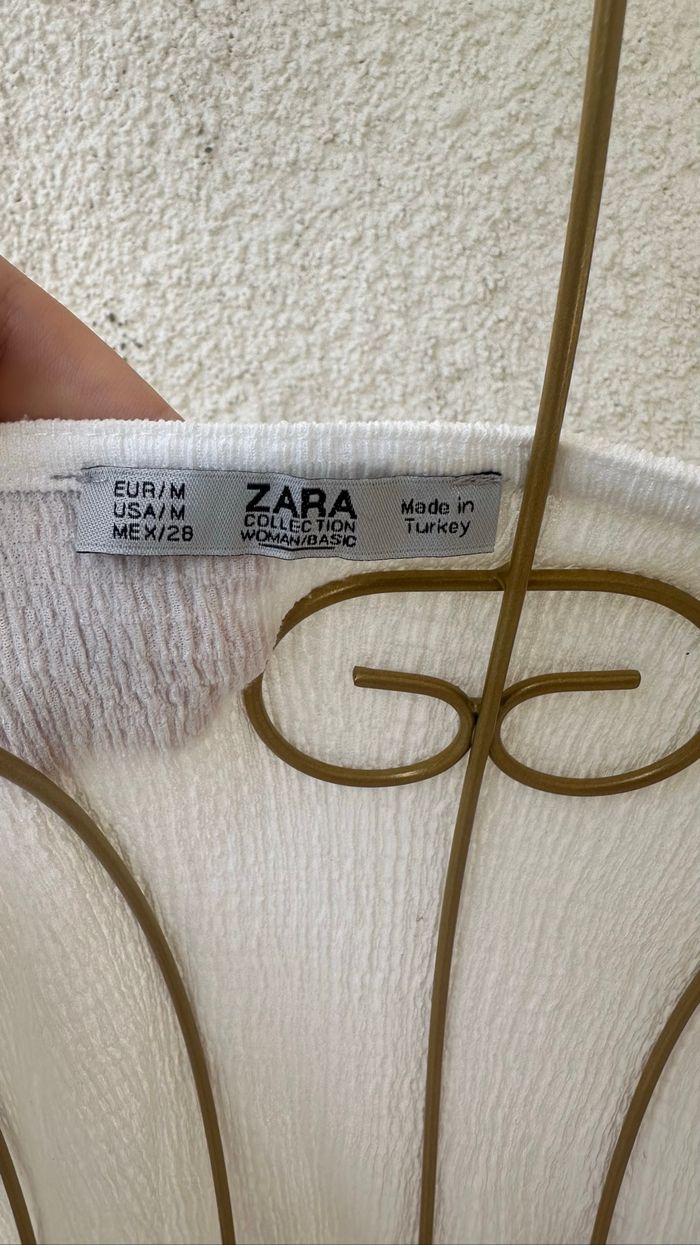 EUR/M
USA/M
MEX/28
ZARA
COLLECTION
WOMAN/BASIC
Made in
Turkey